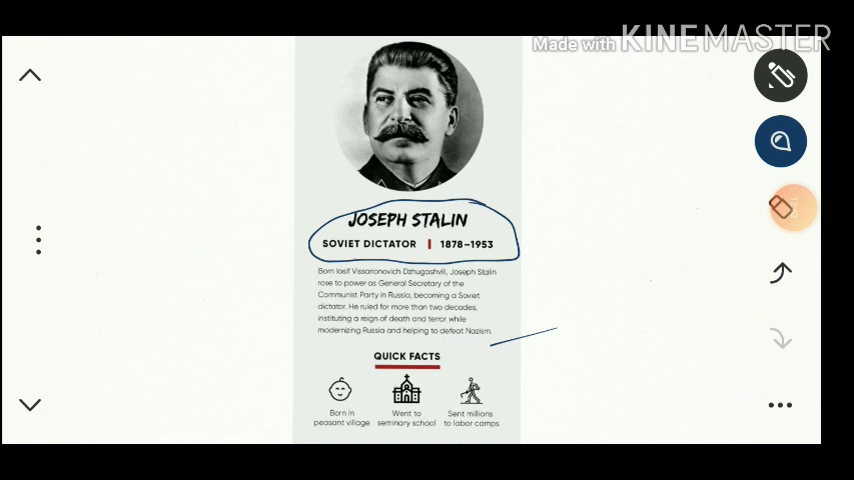 Made with KINEMASTER
JOSEPH STALIN
SOVIET DICTATOR | 1878–1953
Born Iosif Vissarionovich Dzhugashvili, Joseph Stalin
rose to power as General Secretary of the
Communist Party in Russia, becoming a Soviet
dictator. He ruled for more than two decades,
instituting a reign of death and terror while
modernizing Russia and helping to defeat Nazism.
QUICK FACTS
Born in
peasant village
Went to
seminary school
Sent millions
to labor camps